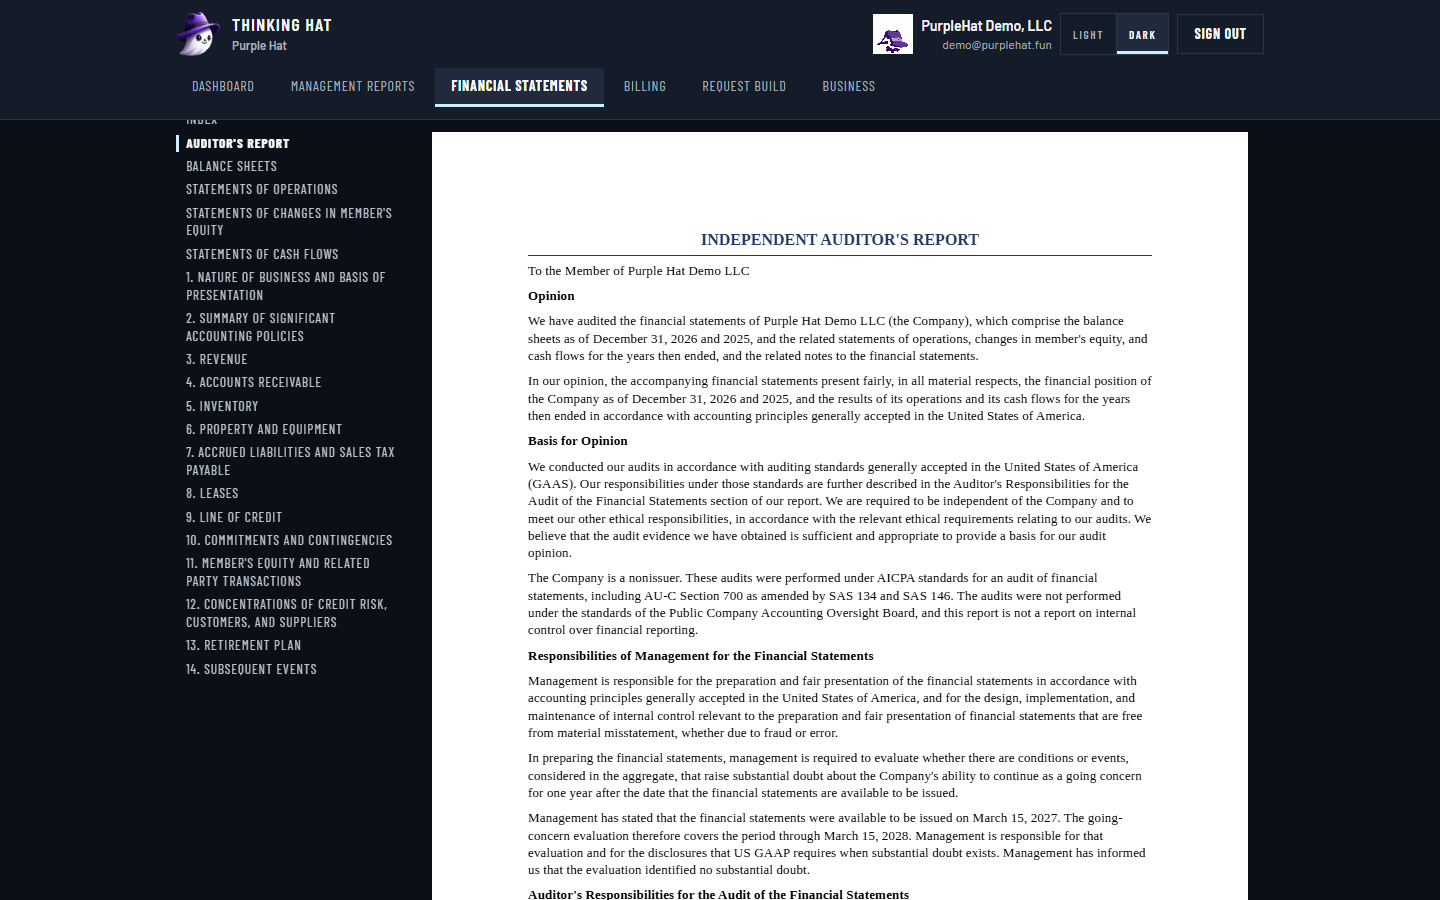 THINKING HAT
Purple Hat
PurpleHat Demo, LLC
demo@purplehat.fun
LIGHT
DARK
SIGN OUT
DASHBOARD
MANAGEMENT REPORTS
FINANCIAL STATEMENTS
BILLING
REQUEST BUILD
BUSINESS
INDEX
AUDITOR'S REPORT
BALANCE SHEETS
STATEMENTS OF OPERATIONS
STATEMENTS OF CHANGES IN MEMBER'S
EQUITY
STATEMENTS OF CASH FLOWS
1. NATURE OF BUSINESS AND BASIS OF
PRESENTATION
2. SUMMARY OF SIGNIFICANT
ACCOUNTING POLICIES
3. REVENUE
4. ACCOUNTS RECEIVABLE
5. INVENTORY
6. PROPERTY AND EQUIPMENT
7. ACCRUED LIABILITIES AND SALES TAX
PAYABLE
8. LEASES
9. LINE OF CREDIT
10. COMMITMENTS AND CONTINGENCIES
11. MEMBER'S EQUITY AND RELATED
PARTY TRANSACTIONS
12. CONCENTRATIONS OF CREDIT RISK,
CUSTOMERS, AND SUPPLIERS
13. RETIREMENT PLAN
14. SUBSEQUENT EVENTS
INDEPENDENT AUDITOR'S REPORT
To the Member of Purple Hat Demo LLC
Opinion
We have audited the financial statements of Purple Hat Demo LLC (the Company), which comprise the balance
sheets as of December 31, 2026 and 2025, and the related statements of operations, changes in member's equity, and
cash flows for the years then ended, and the related notes to the financial statements.
In our opinion, the accompanying financial statements present fairly, in all material respects, the financial position of
the Company as of December 31, 2026 and 2025, and the results of its operations and its cash flows for the years
then ended in accordance with accounting principles generally accepted in the United States of America.
Basis for Opinion
We conducted our audits in accordance with auditing standards generally accepted in the United States of America
(GAAS). Our responsibilities under those standards are further described in the Auditor's Responsibilities for the
Audit of the Financial Statements section of our report. We are required to be independent of the Company and to
meet our other ethical responsibilities, in accordance with the relevant ethical requirements relating to our audits. We
believe that the audit evidence we have obtained is sufficient and appropriate to provide a basis for our audit
opinion.
The Company is a nonissuer. These audits were performed under AICPA standards for an audit of financial
statements, including AU-C Section 700 as amended by SAS 134 and SAS 146. The audits were not performed
under the standards of the Public Company Accounting Oversight Board, and this report is not a report on internal
control over financial reporting.
Responsibilities of Management for the Financial Statements
Management is responsible for the preparation and fair presentation of the financial statements in accordance with
accounting principles generally accepted in the United States of America, and for the design, implementation, and
maintenance of internal control relevant to the preparation and fair presentation of financial statements that are free
from material misstatement, whether due to fraud or error.
In preparing the financial statements, management is required to evaluate whether there are conditions or events,
considered in the aggregate, that raise substantial doubt about the Company's ability to continue as a going concern
for one year after the date that the financial statements are available to be issued.
Management has stated that the financial statements were available to be issued on March 15, 2027. The going-
concern evaluation therefore covers the period through March 15, 2028. Management is responsible for that
evaluation and for the disclosures that US GAAP requires when substantial doubt exists. Management has informed
us that the evaluation identified no substantial doubt.
Auditor's Responsibilities for the Audit of the Financial Statements